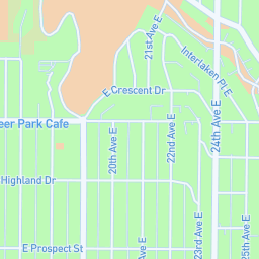 21st Ave E
Interlaken Pl E
E Crescent Dr
24th Ave E
eer Park Cafe
20th Ave E
22nd Ave E
Highland Dr
E Prospect St
Ave E
23rd Ave E
25th Ave E